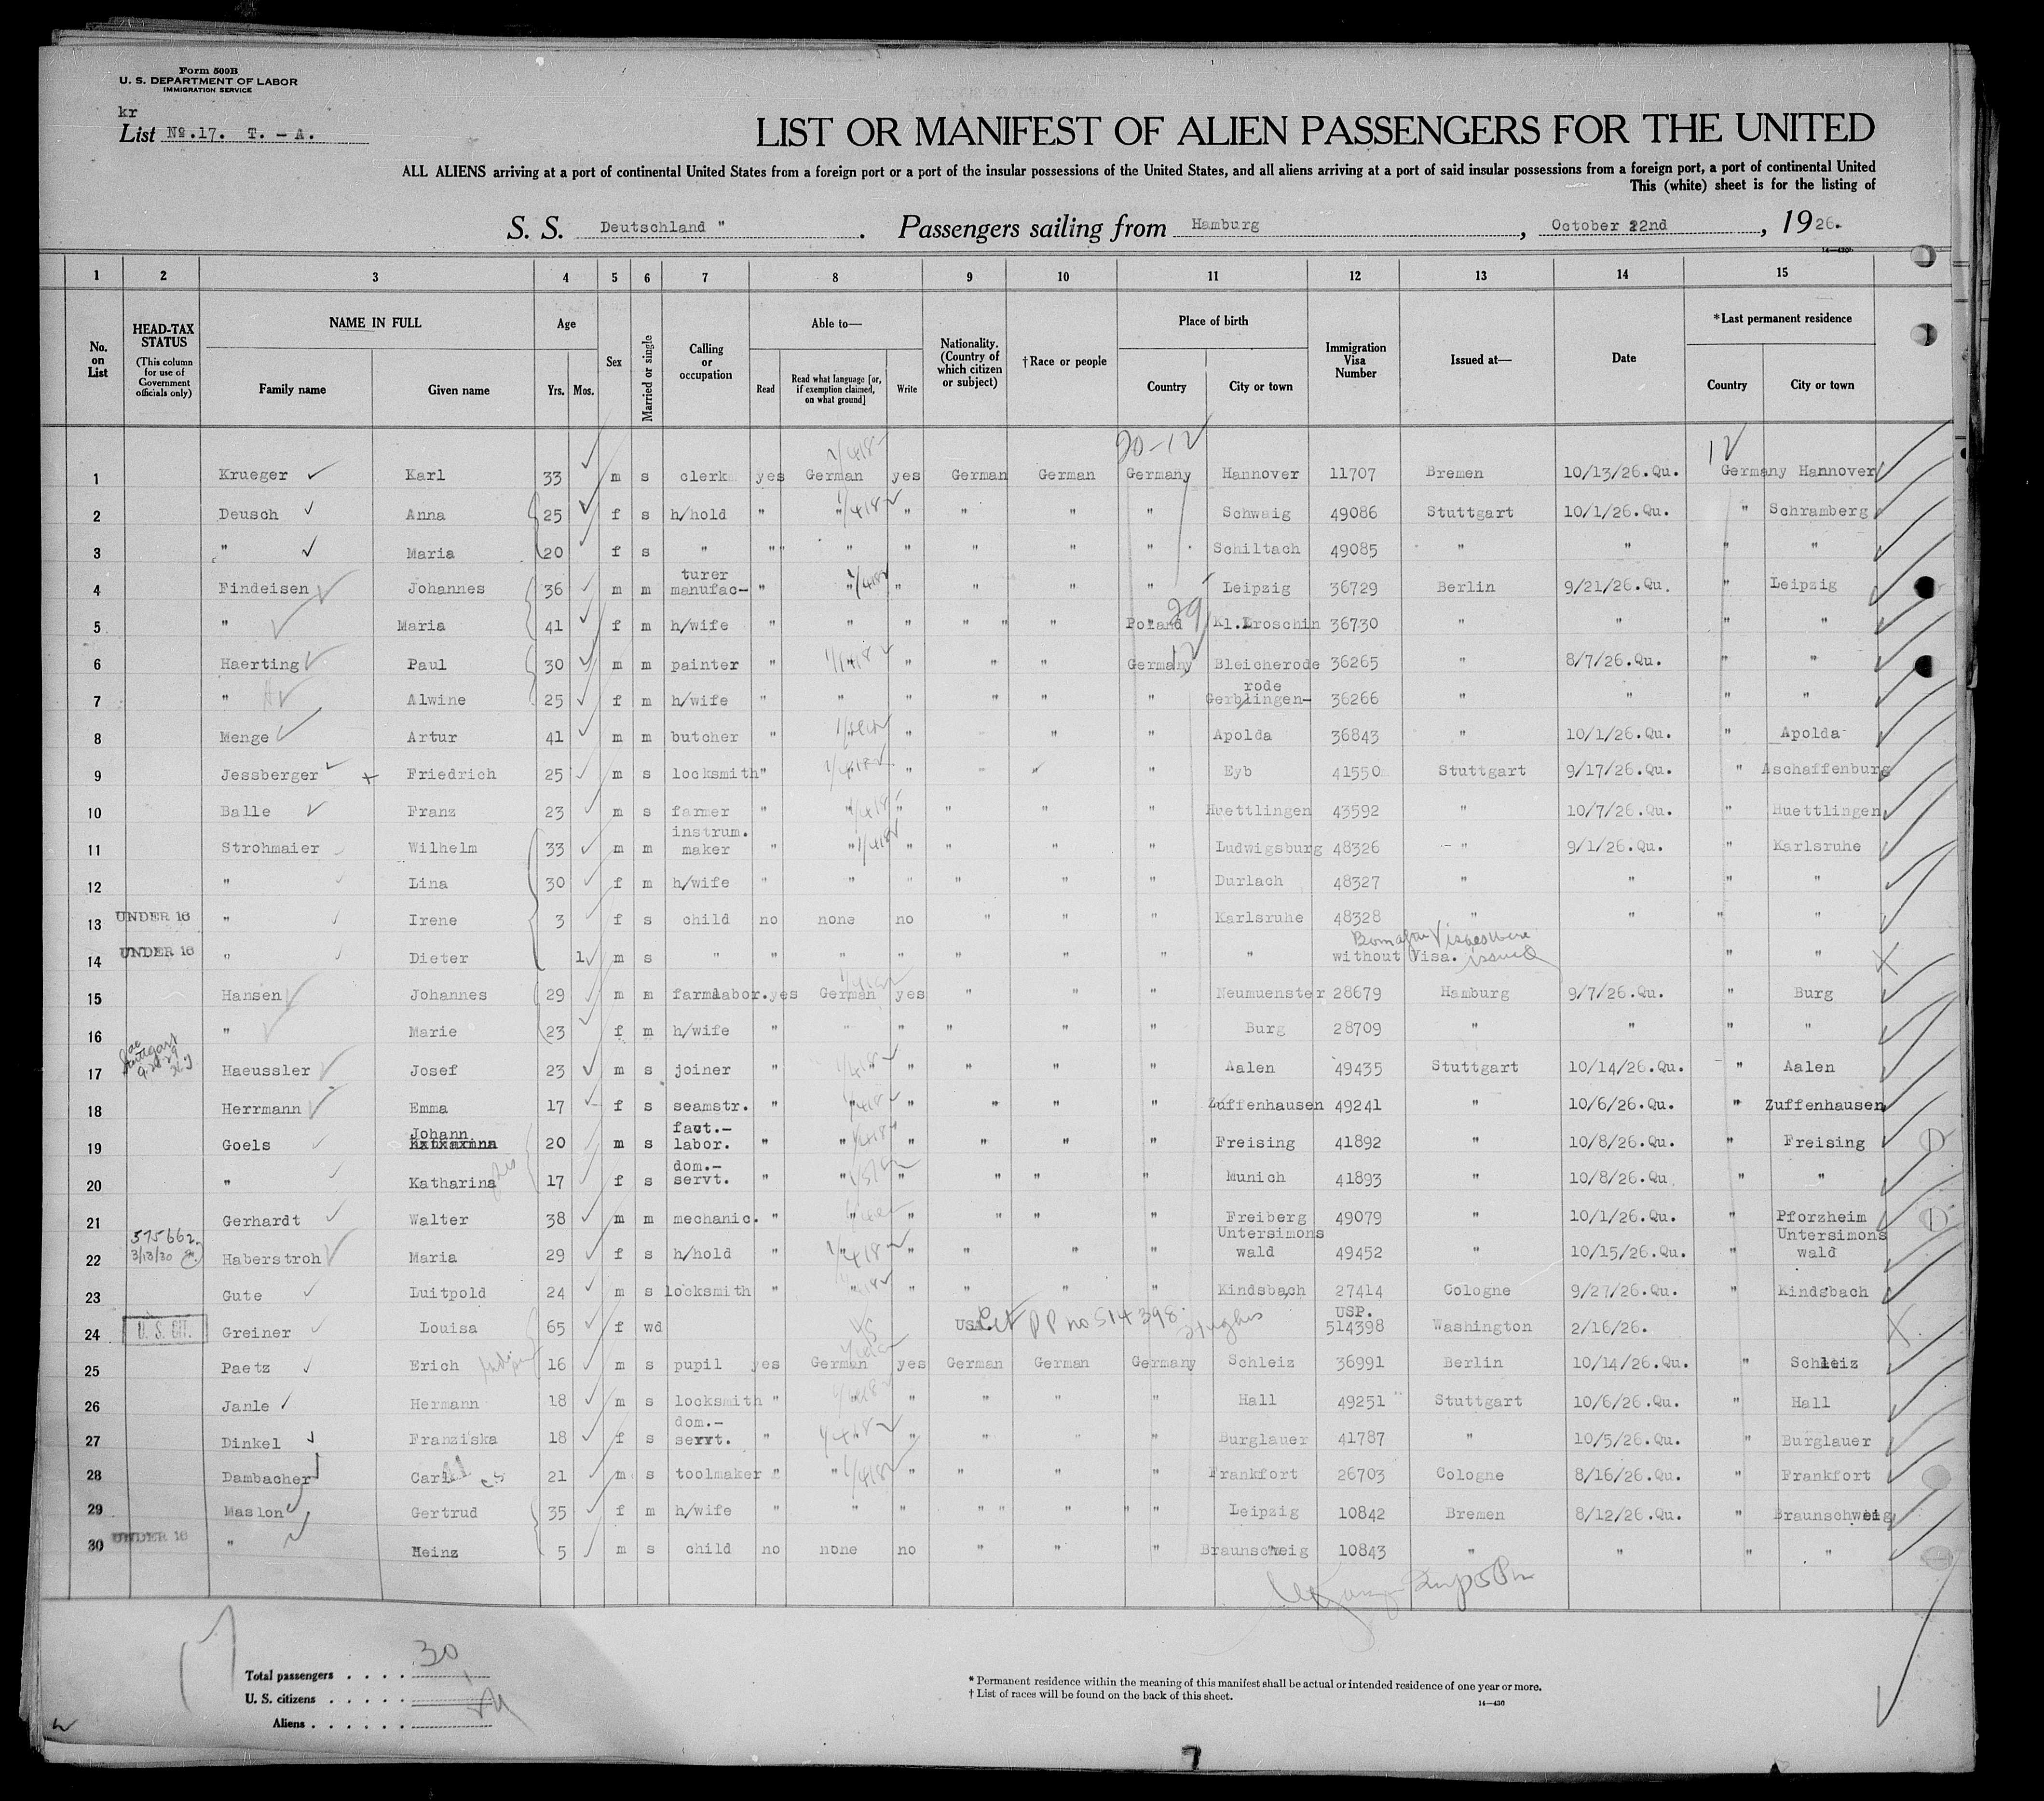 Form 500B
U. S. DEPARTMENT OF LABOR
IMMIGRATION SERVICE
kr
List No.17. T. - A.
LIST OR MANIFEST OF ALIEN PASSENGERS FOR THE UNITED
ALL ALIENS arriving at a port of continental United States from a foreign port or a port of the insular possessions of the United States, and all aliens arriving at a port of said insular possessions from a foreign port, a port of continental United
This (white) sheet is for the listing of
S. S. Deutschland " . Passengers sailing from Hamburg , October 22nd , 1926.
14—430b
1 2 3 4 5 6 7 8 9 10 11 12 13 14 15
No. on List
HEAD-TAX STATUS (This column for use of Government officials only)
NAME IN FULL Family name Given name
Age Yrs. Mos.
Sex
Married or single
Calling or occupation
Able to— Read Read what language [or, if exemption claimed, on what ground] Write
Nationality. (Country of which citizen or subject)
†Race or people
Place of birth Country City or town
Immigration Visa Number
Issued at—
Date
*Last permanent residence Country City or town
20-12 12
1 Krueger Karl 33 m s clerk yes German yes German German Germany Hannover 11707 Bremen 10/13/26.Qu. Germany Hannover
2 Deusch Anna 25 f s h/hold " " " " " " Schwaig 49086 Stuttgart 10/1/26.Qu. " Schramberg
3 " Maria 20 f s " " " " " " " Schiltach 49085 " " " "
4 Findeisen Johannes 36 m m manufac-turer " " " " " " Leipzig 36729 Berlin 9/21/26.Qu. " Leipzig
5 " Maria 41 f m h/wife " " " " " Poland 29 Kl.Kroschin 36730 " " " "
6 Haerting Paul 30 m m painter " " " " " Germany 12 Bleicherode 36265 " 8/7/26.Qu. " "
7 " Alwine 25 f m h/wife " " " " " " Gerblingen-rode 36266 " " " "
8 Menge Artur 41 m m butcher " " " " " " Apolda 36843 " 10/1/26.Qu. " Apolda
9 Jessberger Friedrich 25 m s locksmith " " " " " " Eyb 41550 Stuttgart 9/17/26.Qu. " Aschaffenburg
10 Balle Franz 23 m s farmer " " " " " " Huettlingen 43592 " 10/7/26.Qu. " Huettlingen
11 Strohmaier Wilhelm 33 m m instrum. maker " " " " " " Ludwigsburg 48326 " 9/1/26.Qu. " Karlsruhe
12 " Lina 30 f m h/wife " " " " " " Durlach 48327 " " " "
13 UNDER 16 " Irene 3 f s child no none no " " " Karlsruhe 48328 " " " "
14 UNDER 16 " Dieter 1 m s " " " " " " " " without Visa. Born after Visaes were issued " "
15 Hansen Johannes 29 m m farmlabor. yes German yes " " " Neumuenster 28679 Hamburg 9/7/26.Qu. " Burg
16 " Marie 23 f m h/wife " " " " " " Burg 28709 " " " "
17 Haeussler Josef 23 m s joiner " " " " " " Aalen 49435 Stuttgart 10/14/26.Qu. " Aalen
18 Herrmann Emma 17 f s seamstr. " " " " " " Zuffenhausen 49241 " 10/6/26.Qu. " Zuffenhausen
19 Goels Johann 20 m s fact.-labor. " " " " " " Freising 41892 " 10/8/26.Qu. " Freising
20 " Katharina 17 f s dom.-servt. " " " " " " Munich 41893 " 10/8/26.Qu. " "
21 Gerhardt Walter 38 m m mechanic. " " " " " " Freiberg 49079 " 10/1/26.Qu. " Pforzheim
22 575662 3/13/30 Haberstroh Maria 29 f s h/hold " " " " " " Untersimonswald 49452 " 10/15/26.Qu. " Untersimonswald
23 Gute Luitpold 24 m s locksmith " " " " " " Kindsbach 27414 Cologne 9/27/26.Qu. " Kindsbach
24 U. S. CIT. Greiner Louisa 65 f wd USA. PP no 514398. USP. 514398 Washington 2/16/26.
25 Paetz Erich 16 m s pupil yes German yes German German Germany Schleiz 36991 Berlin 10/14/26.Qu. " Schleiz
26 Janle Hermann 18 m s locksmith " " " " " " Hall 49251 Stuttgart 10/6/26.Qu. " Hall
27 Dinkel Franziska 18 f s dom.-servt. " " " " " " Burglauer 41787 " 10/5/26.Qu. " Burglauer
28 Dambacher Carl 21 m s toolmaker " " " " " " Frankfort 26703 Cologne 8/16/26.Qu. " Frankfort
29 Maslon Gertrud 35 f m h/wife " " " " " " Leipzig 10842 Bremen 8/12/26.Qu. " Braunschweig
30 UNDER 16 " Heinz 5 m s child no none no " " " Braunschweig 10843 " " " "
Total passengers . . . . 30
U. S. citizens . . . . . 1
Aliens . . . . . . 29
* Permanent residence within the meaning of this manifest shall be actual or intended residence of one year or more.
† List of races will be found on the back of this sheet.
14—430
7